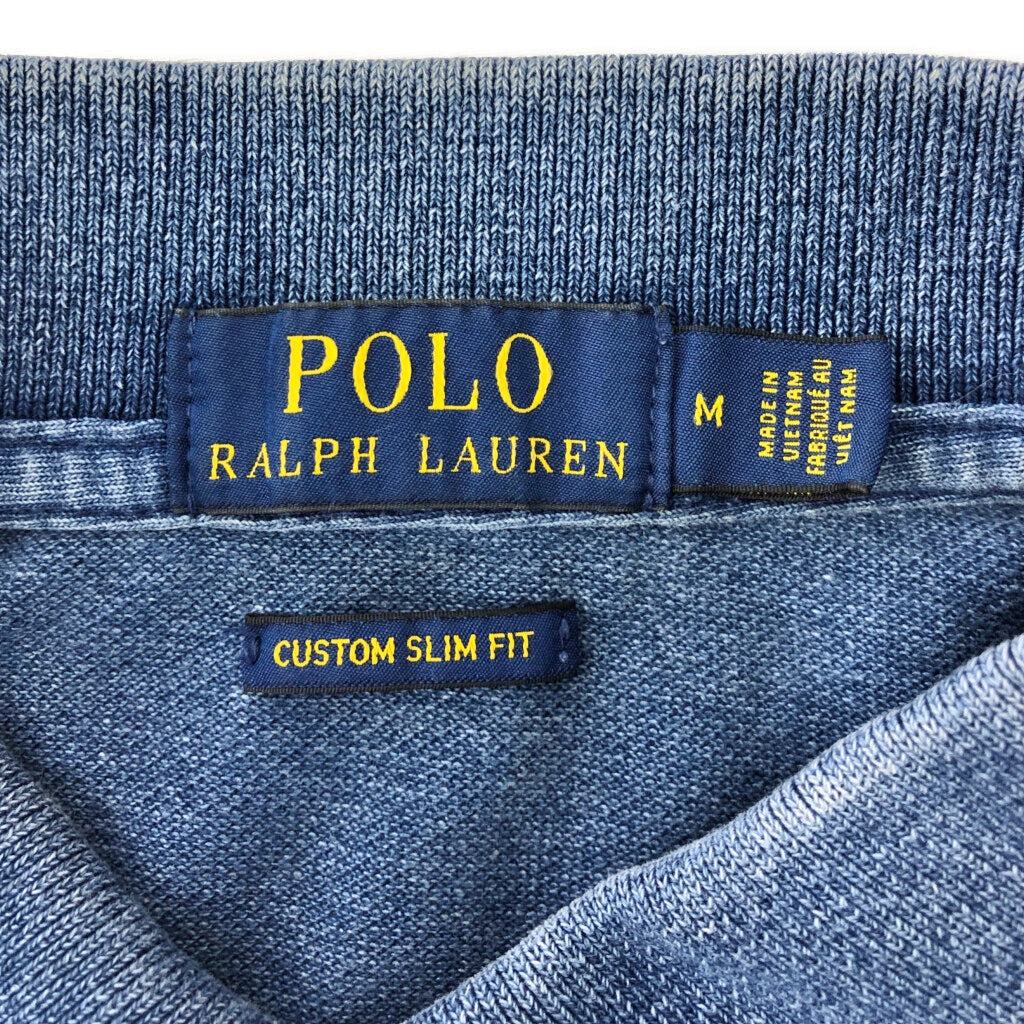 POLO
RALPH LAUREN
M
MADE IN
VIETNAM
FABRIQUÉ AU
VIÊT NAM
CUSTOM SLIM FIT